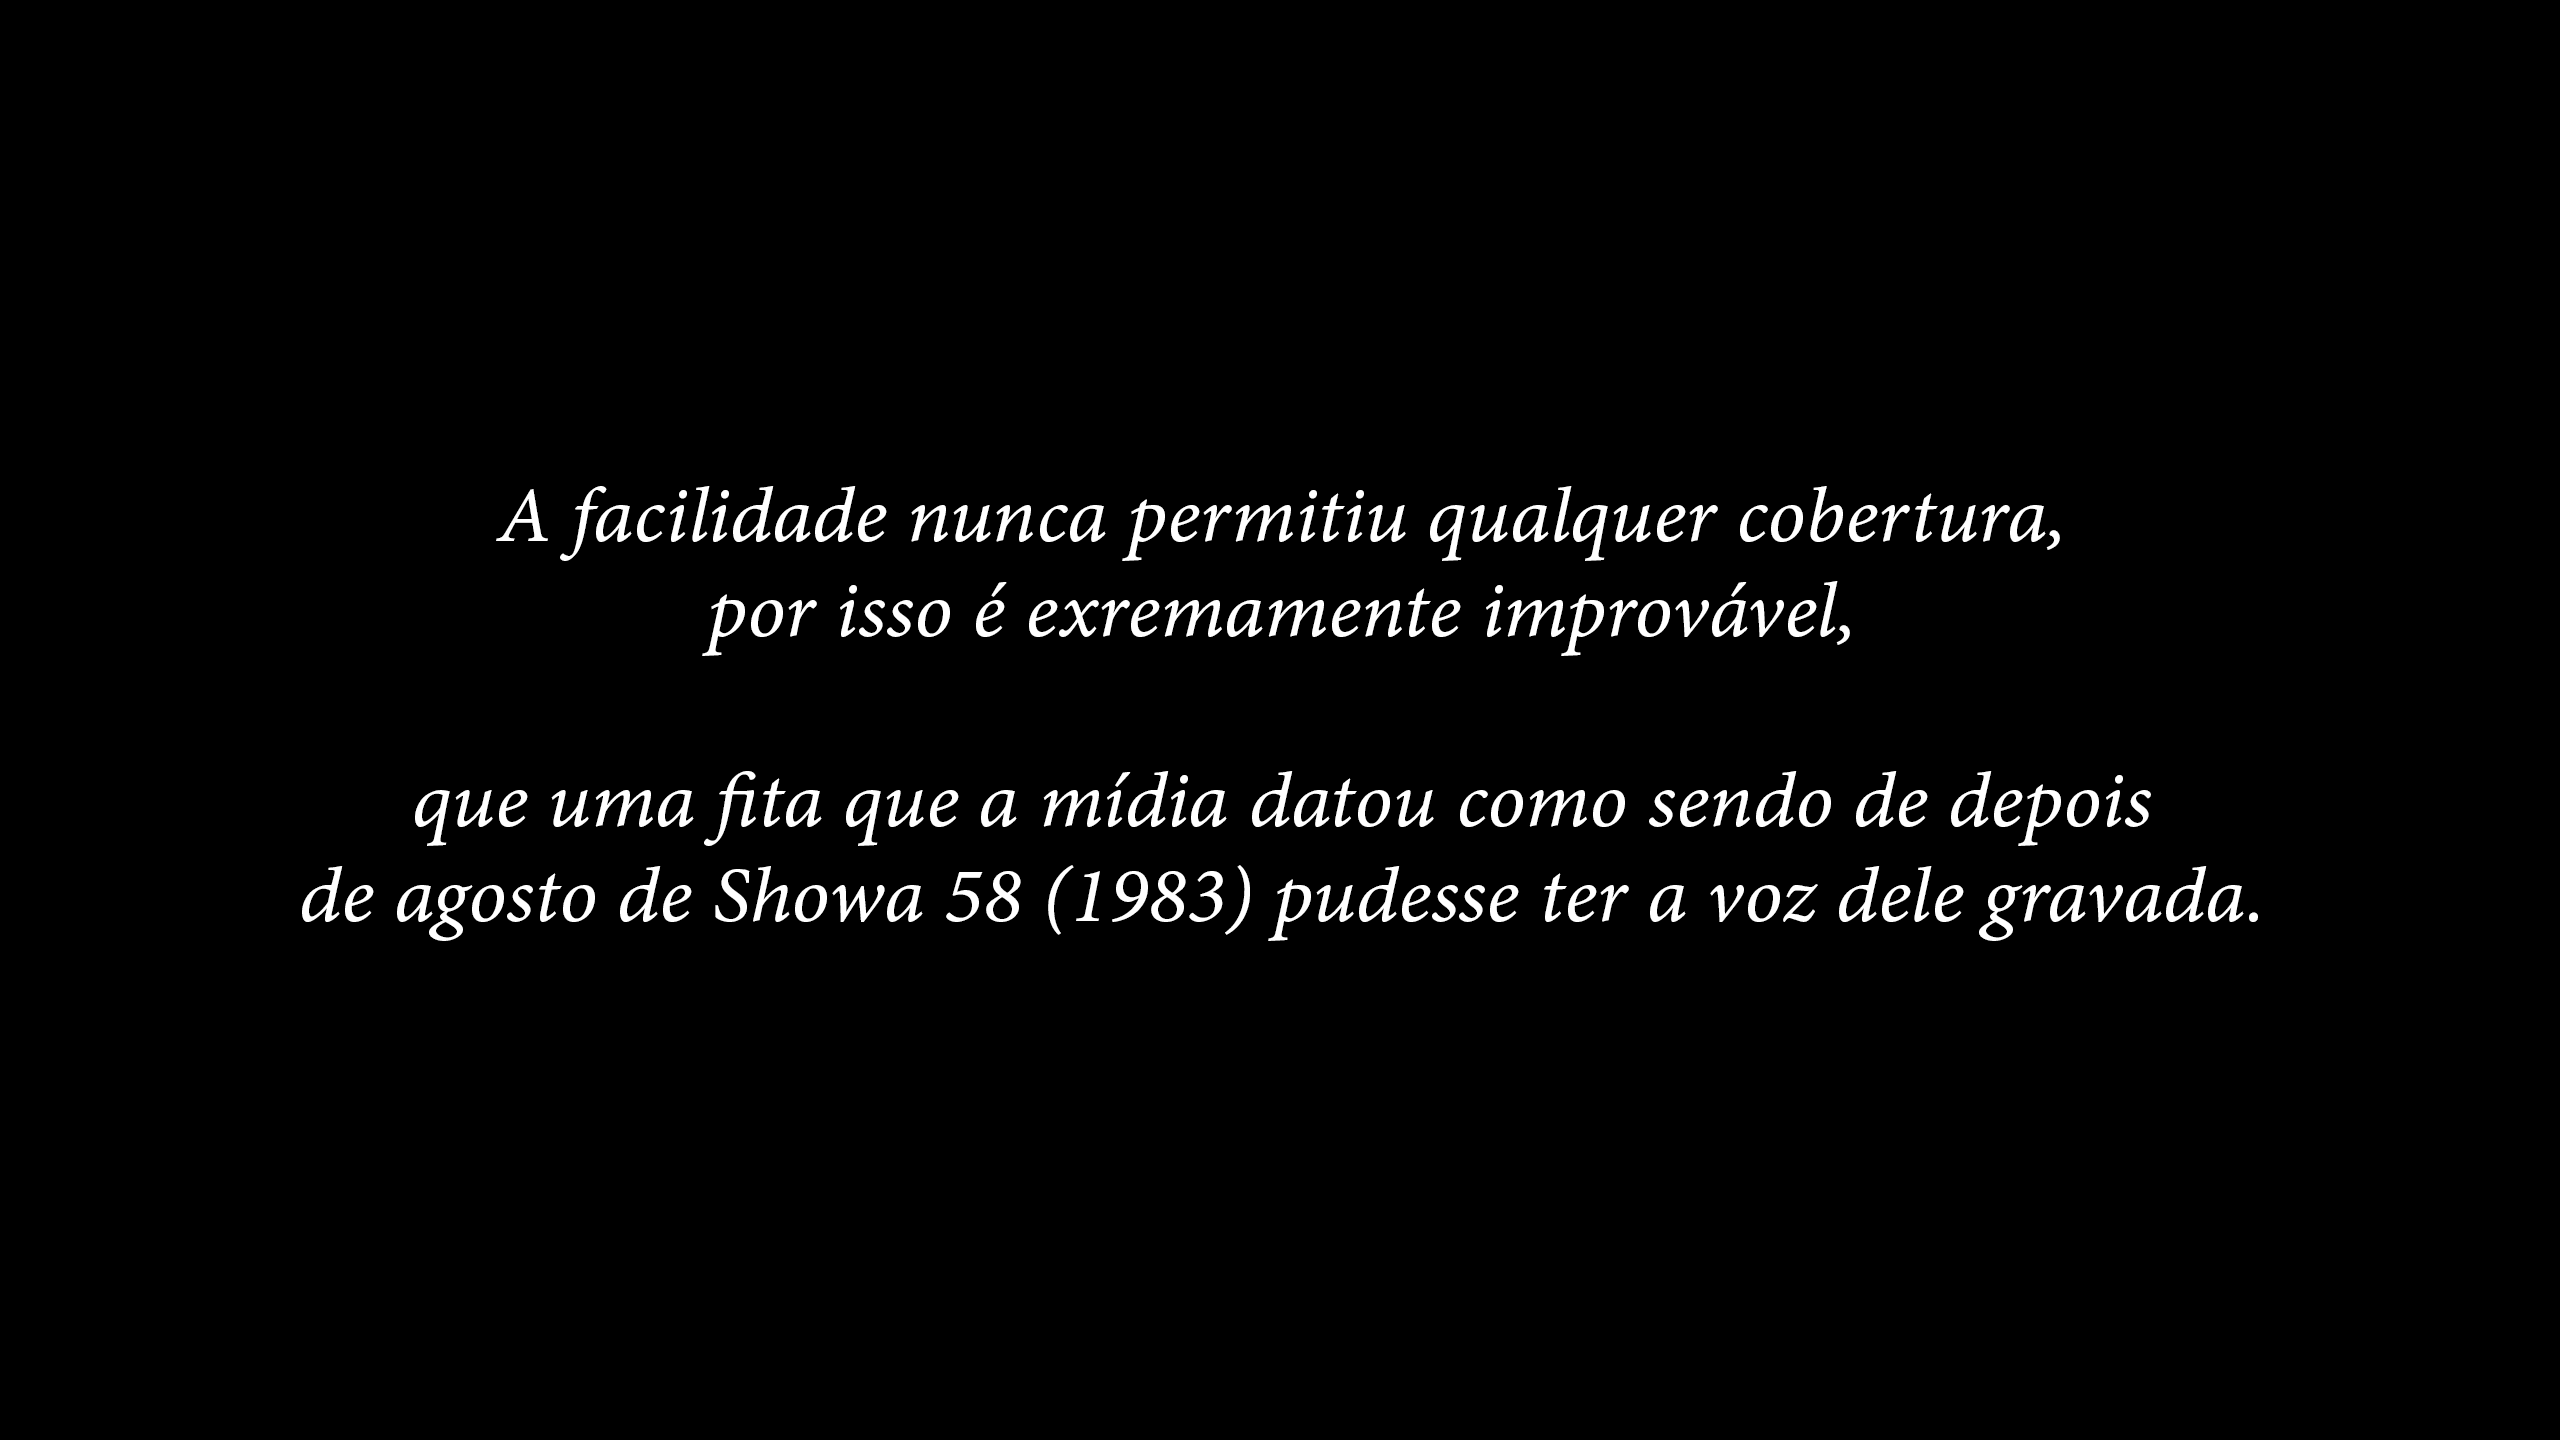 A facilidade nunca permitiu qualquer cobertura,
por isso é exremamente improvável,
que uma fita que a mídia datou como sendo de depois
de agosto de Showa 58 (1983) pudesse ter a voz dele gravada.